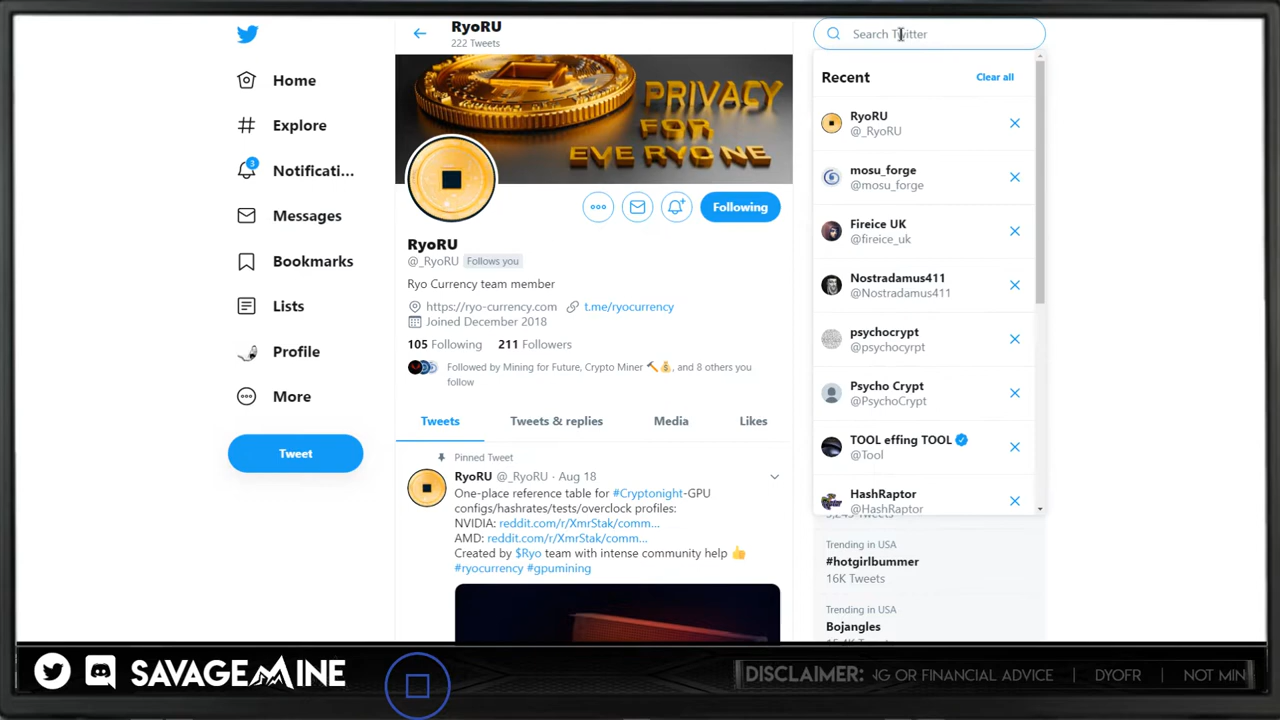 RyoRU
222 Tweets
Home
Explore
3
Notificati...
Messages
Bookmarks
Lists
Profile
More
Tweet
PRIVACY
FOR
EVERYONE
Following
RyoRU
@_RyoRU Follows you
Ryo Currency team member
https://ryo-currency.com t.me/ryocurrency
Joined December 2018
105 Following 211 Followers
Followed by Mining for Future, Crypto Miner 🔨💰, and 8 others you
follow
Tweets Tweets & replies Media Likes
Pinned Tweet
RyoRU @_RyoRU · Aug 18
One-place reference table for #Cryptonight-GPU
configs/hashrates/tests/overclock profiles:
NVIDIA: reddit.com/r/XmrStak/comm...
AMD: reddit.com/r/XmrStak/comm...
Created by $Ryo team with intense community help 👍
#ryocurrency #gpumining
Search Twitter
Recent Clear all
RyoRU
@_RyoRU
mosu_forge
@mosu_forge
Fireice UK
@fireice_uk
Nostradamus411
@Nostradamus411
psychocrypt
@psychocyrpt
Psycho Crypt
@PsychoCrypt
TOOL effing TOOL
@Tool
HashRaptor
@HashRaptor
Trending in USA
#hotgirlbummer
16K Tweets
Trending in USA
Bojangles
SAVAGEMINE
DISCLAIMER: NG OR FINANCIAL ADVICE | DYOFR | NOT MIN